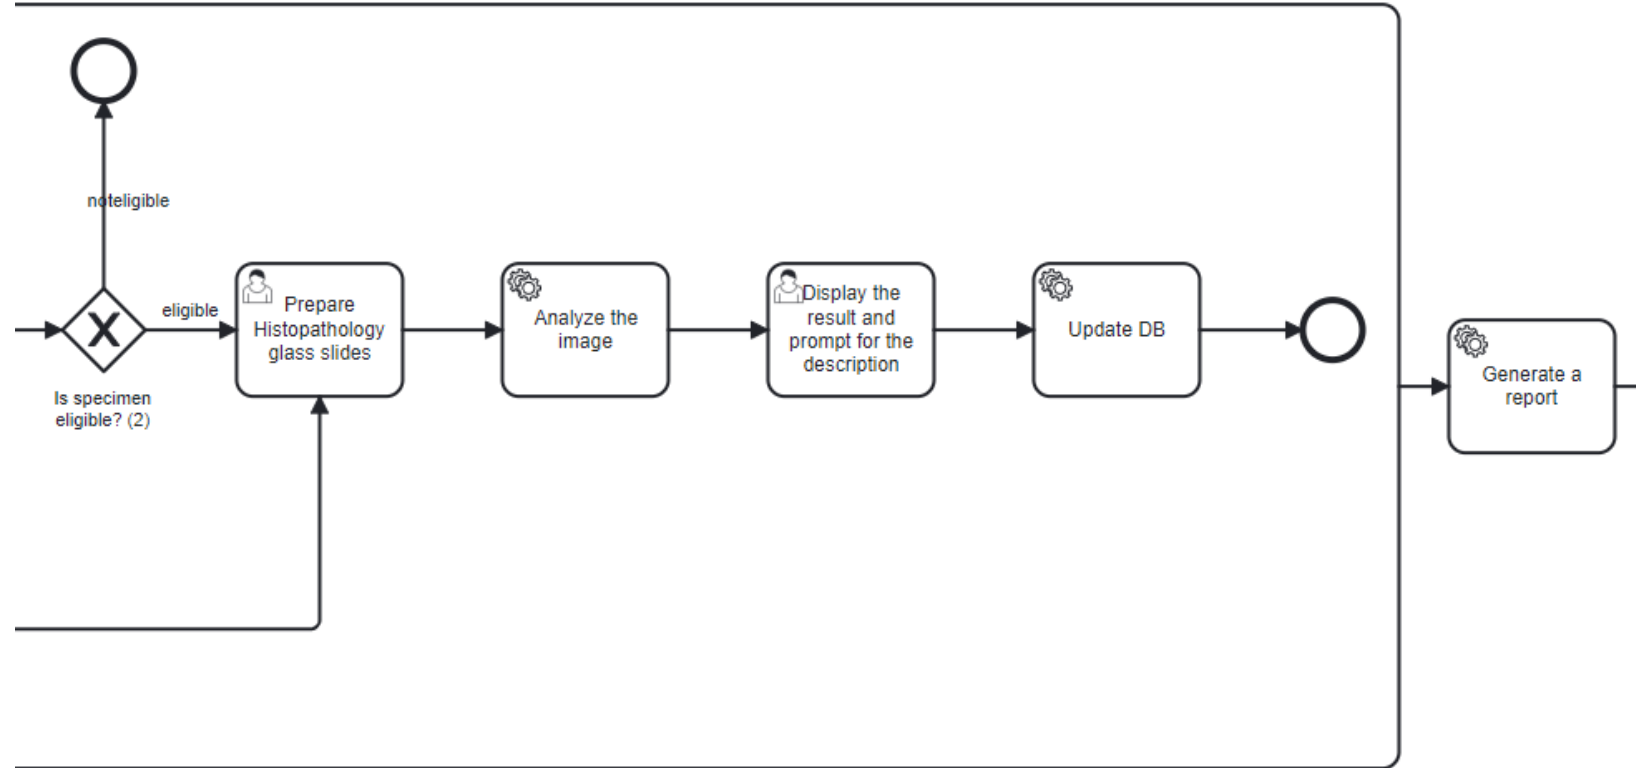 noteligible
eligible
Is specimen
eligible? (2)
Prepare
Histopathology
glass slides
Analyze the
image
Display the
result and
prompt for the
description
Update DB
Generate a
report